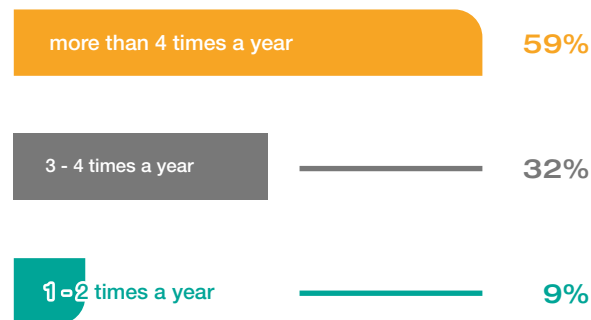 more than 4 times a year 59%
3 - 4 times a year 32%
1 - 2 times a year 9%